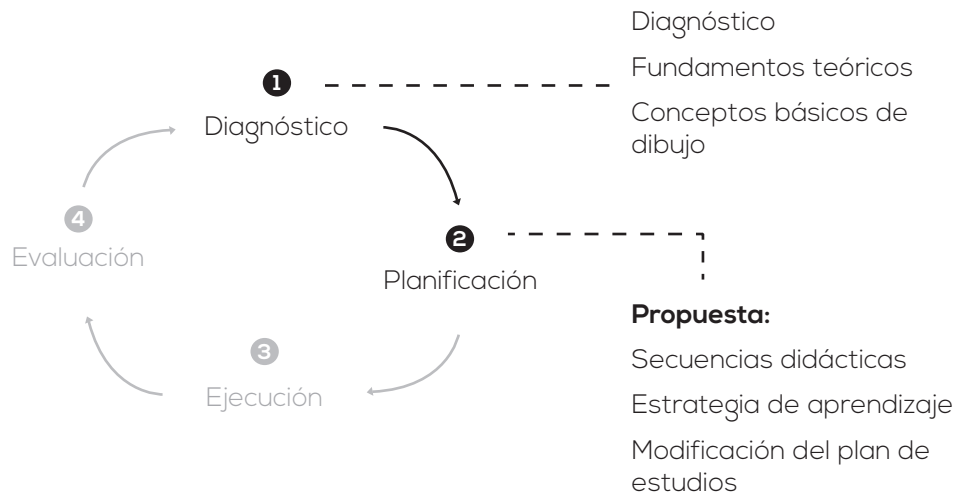 1
Diagnóstico
2
Planificación
3
Ejecución
4
Evaluación
Diagnóstico
Fundamentos teóricos
Conceptos básicos de
dibujo
Propuesta:
Secuencias didácticas
Estrategia de aprendizaje
Modificación del plan de
estudios